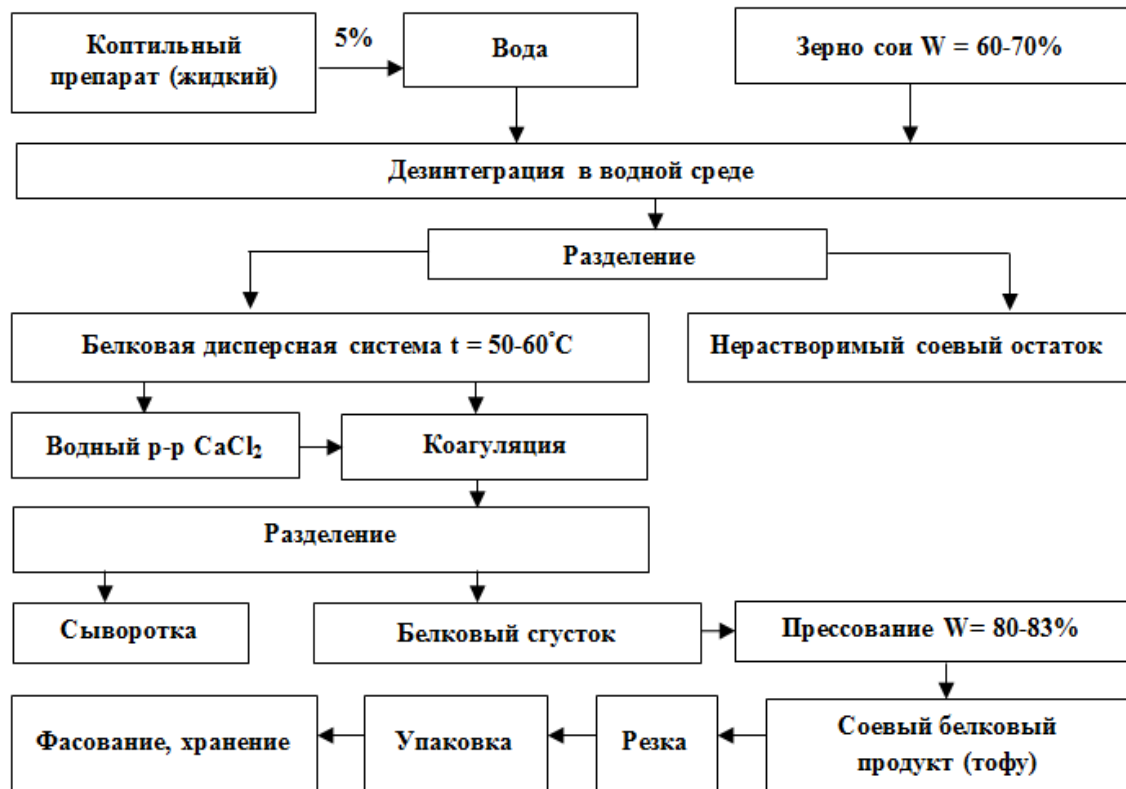 Коптильный
препарат (жидкий)
5%
Вода
Зерно сои W = 60-70%
Дезинтеграция в водной среде
Разделение
Белковая дисперсная система t = 50-60°C
Нерастворимый соевый остаток
Водный р-р CaCl₂
Коагуляция
Разделение
Сыворотка
Белковый сгусток
Прессование W= 80-83%
Фасование, хранение
Упаковка
Резка
Соевый белковый
продукт (тофу)